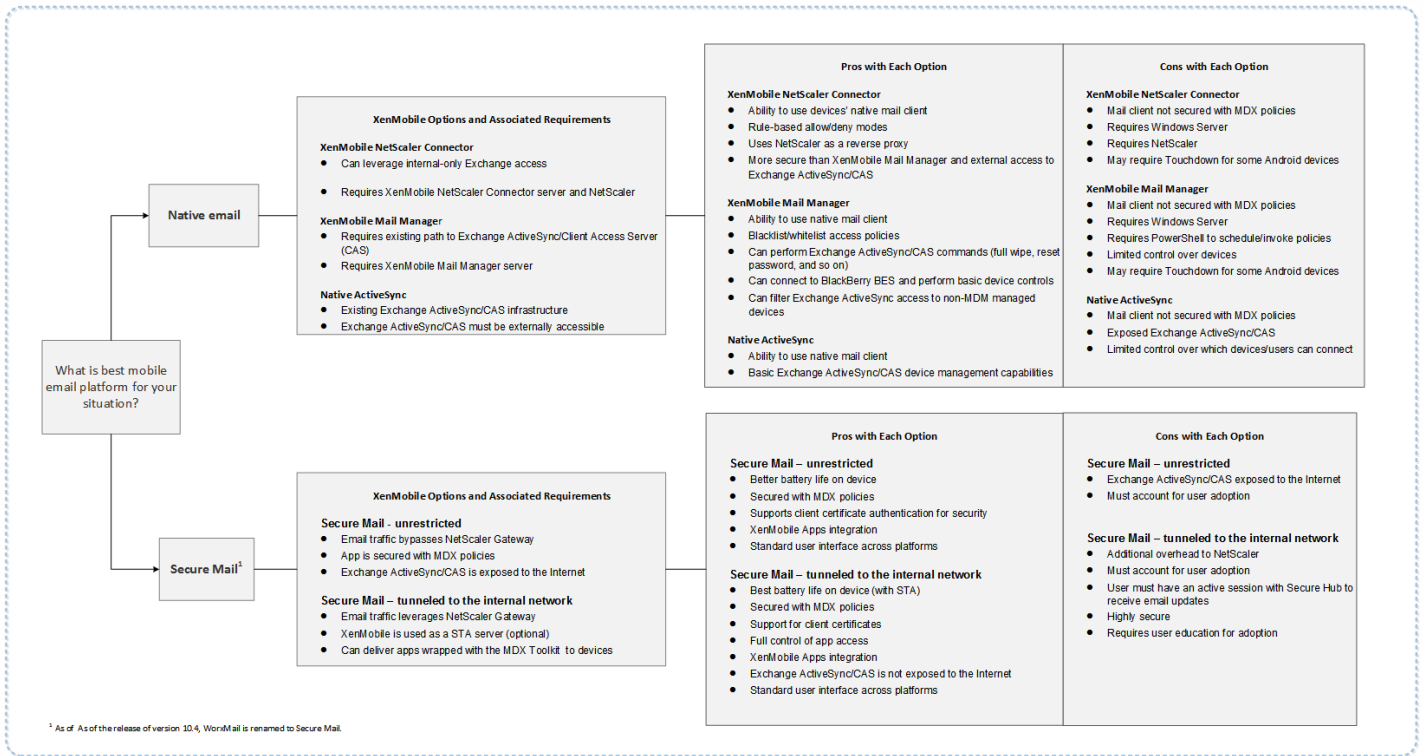 What is best mobile
email platform for your
situation?
Native email
XenMobile Options and Associated Requirements
XenMobile NetScaler Connector
● Can leverage internal-only Exchange access
● Requires XenMobile NetScaler Connector server and NetScaler
XenMobile Mail Manager
● Requires existing path to Exchange ActiveSync/Client Access Server
(CAS)
● Requires XenMobile Mail Manager server
Native ActiveSync
● Existing Exchange ActiveSync/CAS infrastructure
● Exchange ActiveSync/CAS must be externally accessible
Pros with Each Option
XenMobile NetScaler Connector
● Ability to use devices' native mail client
● Rule-based allow/deny modes
● Uses NetScaler as a reverse proxy
● More secure than XenMobile Mail Manager and external access to
Exchange ActiveSync/CAS
XenMobile Mail Manager
● Ability to use native mail client
● Blacklist/whitelist access policies
● Can perform Exchange ActiveSync/CAS commands (full wipe, reset
password, and so on)
● Can connect to BlackBerry BES and perform basic device controls
● Can filter Exchange ActiveSync access to non-MDM managed
devices
Native ActiveSync
● Ability to use native mail client
● Basic Exchange ActiveSync/CAS device management capabilities
Cons with Each Option
XenMobile NetScaler Connector
● Mail client not secured with MDX policies
● Requires Windows Server
● Requires NetScaler
● May require Touchdown for some Android devices
XenMobile Mail Manager
● Mail client not secured with MDX policies
● Requires Windows Server
● Requires PowerShell to schedule/invoke policies
● Limited control over devices
● May require Touchdown for some Android devices
Native ActiveSync
● Mail client not secured with MDX policies
● Exposed Exchange ActiveSync/CAS
● Limited control over which devices/users can connect
Secure Mail1
XenMobile Options and Associated Requirements
Secure Mail - unrestricted
● Email traffic bypasses NetScaler Gateway
● App is secured with MDX policies
● Exchange ActiveSync/CAS is exposed to the Internet
Secure Mail – tunneled to the internal network
● Email traffic leverages NetScaler Gateway
● XenMobile is used as a STA server (optional)
● Can deliver apps wrapped with the MDX Toolkit to devices
Pros with Each Option
Secure Mail – unrestricted
● Better battery life on device
● Secured with MDX policies
● Supports client certificate authentication for security
● XenMobile Apps integration
● Standard user interface across platforms
Secure Mail – tunneled to the internal network
● Best battery life on device (with STA)
● Secured with MDX policies
● Support for client certificates
● Full control of app access
● XenMobile Apps integration
● Exchange ActiveSync/CAS is not exposed to the Internet
● Standard user interface across platforms
Cons with Each Option
Secure Mail – unrestricted
● Exchange ActiveSync/CAS exposed to the Internet
● Must account for user adoption
Secure Mail – tunneled to the internal network
● Additional overhead to NetScaler
● Must account for user adoption
● User must have an active session with Secure Hub to
receive email updates
● Highly secure
● Requires user education for adoption
1 As of As of the release of version 10.4, WorxMail is renamed to Secure Mail.